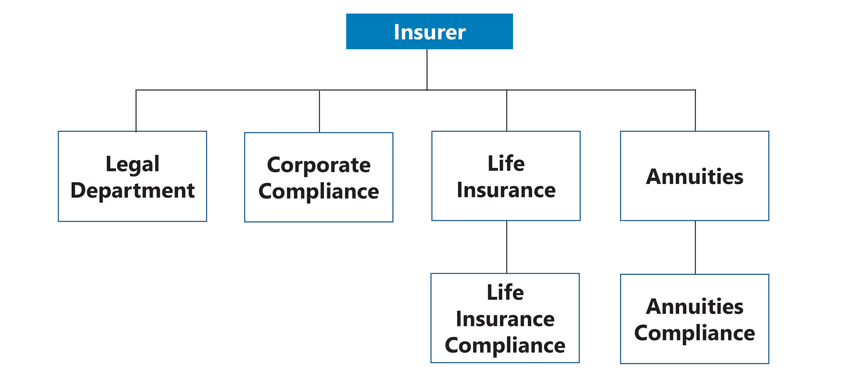 Insurer
Legal
Department
Corporate
Compliance
Life
Insurance
Annuities
Life
Insurance
Compliance
Annuities
Compliance